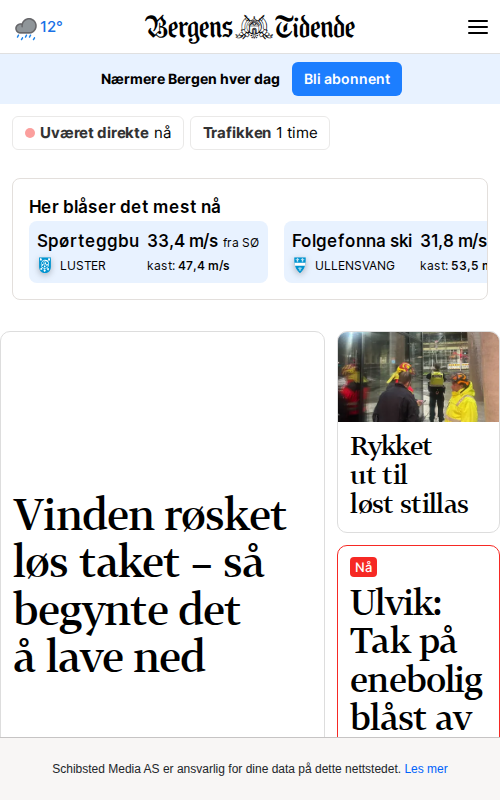 12°
Bergens Tidende
Nærmere Bergen hver dag
Bli abonnent
Uværet direkte nå
Trafikken 1 time
Her blåser det mest nå
Spørteggbu 33,4 m/s fra SØ
LUSTER kast: 47,4 m/s
Folgefonna ski 31,8 m/s
ULLENSVANG kast: 53,5 m
Vinden røsket
løs taket – så
begynte det
å lave ned
Rykket
ut til
løst stillas
Nå
Ulvik:
Tak på
enebolig
blåst av
Schibsted Media AS er ansvarlig for dine data på dette nettstedet. Les mer